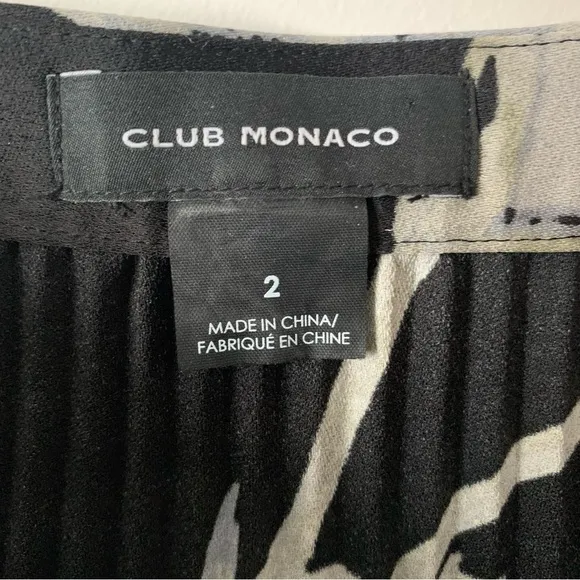 CLUB MONACO
2
MADE IN CHINA/
FABRIQUÉ EN CHINE